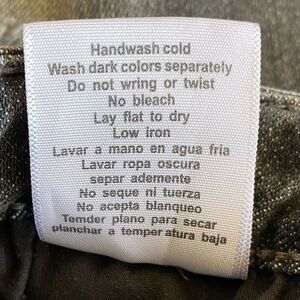 Handwash cold
Wash dark colors separately
Do not wring or twist
No bleach
Lay flat to dry
Low iron
Lavar a mano en agua fria
Lavar ropa oscura
separ ademente
No seque ni tuerza
No acepta blanqueo
Temder plano para secar
planchar a temper atura baja